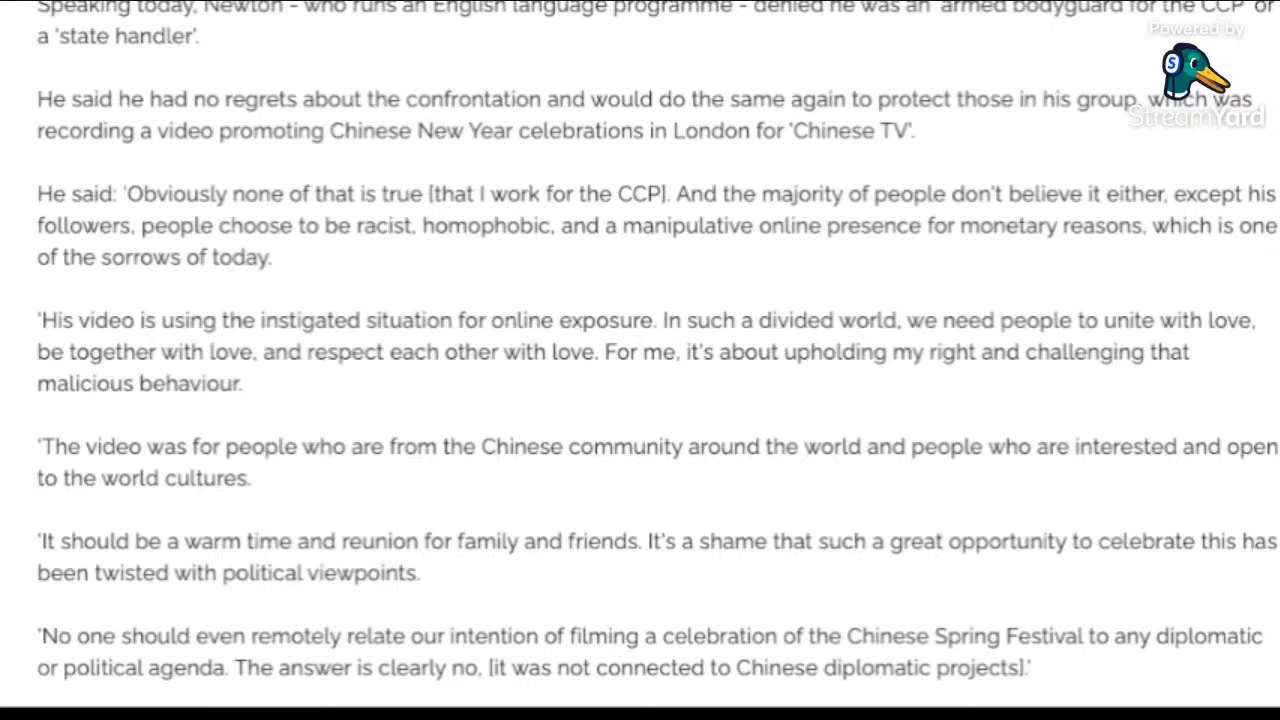 Speaking today, Newton - who runs an English language programme - denied he was an 'armed bodyguard for the CCP' or
a 'state handler'.
Powered by
S
StreamYard
He said he had no regrets about the confrontation and would do the same again to protect those in his group, which was
recording a video promoting Chinese New Year celebrations in London for 'Chinese TV'.
He said: 'Obviously none of that is true [that I work for the CCP]. And the majority of people don't believe it either, except his
followers, people choose to be racist, homophobic, and a manipulative online presence for monetary reasons, which is one
of the sorrows of today.
'His video is using the instigated situation for online exposure. In such a divided world, we need people to unite with love,
be together with love, and respect each other with love. For me, it's about upholding my right and challenging that
malicious behaviour.
'The video was for people who are from the Chinese community around the world and people who are interested and open
to the world cultures.
'It should be a warm time and reunion for family and friends. It's a shame that such a great opportunity to celebrate this has
been twisted with political viewpoints.
'No one should even remotely relate our intention of filming a celebration of the Chinese Spring Festival to any diplomatic
or political agenda. The answer is clearly no, [it was not connected to Chinese diplomatic projects].'